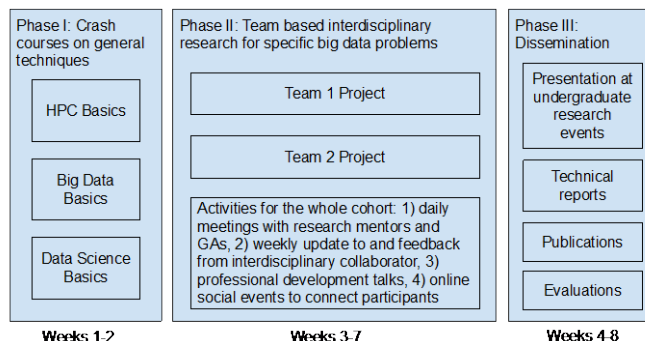 Phase I: Crash
courses on general
techniques
HPC Basics
Big Data
Basics
Data Science
Basics
Weeks 1-2
Phase II: Team based interdisciplinary
research for specific big data problems
Team 1 Project
Team 2 Project
Activities for the whole cohort: 1) daily
meetings with research mentors and
GAs, 2) weekly update to and feedback
from interdisciplinary collaborator, 3)
professional development talks, 4) online
social events to connect participants
Weeks 3-7
Phase III:
Dissemination
Presentation at
undergraduate
research
events
Technical
reports
Publications
Evaluations
Weeks 4-8